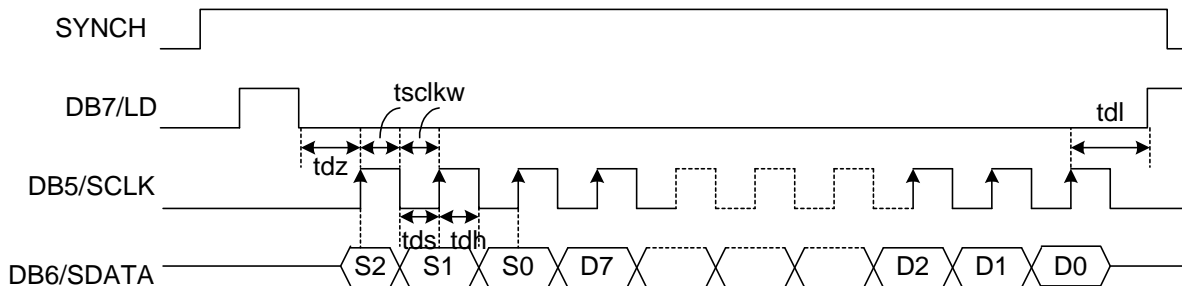 SYNCH
tsclkw
DB7/LD
tdl
tdz
DB5/SCLK
tds tdh
DB6/SDATA S2 S1 S0 D7 D2 D1 D0